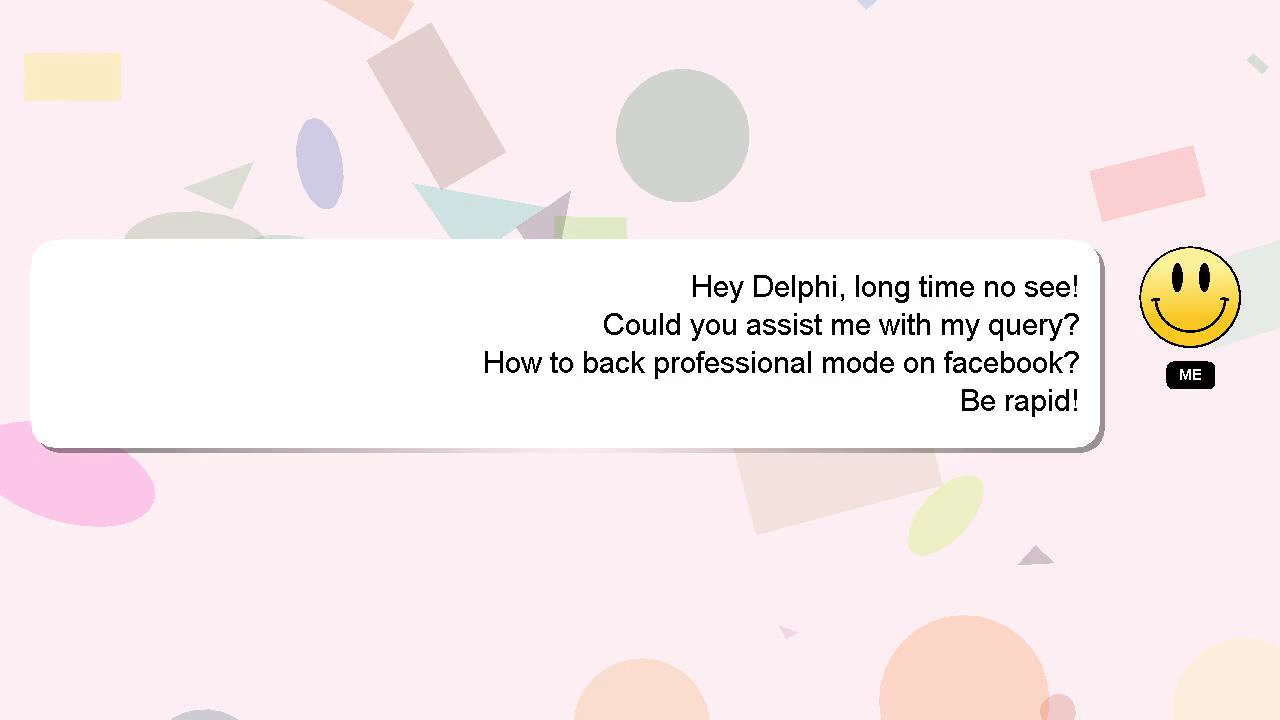 Hey Delphi, long time no see!
Could you assist me with my query?
How to back professional mode on facebook?
Be rapid!
ME